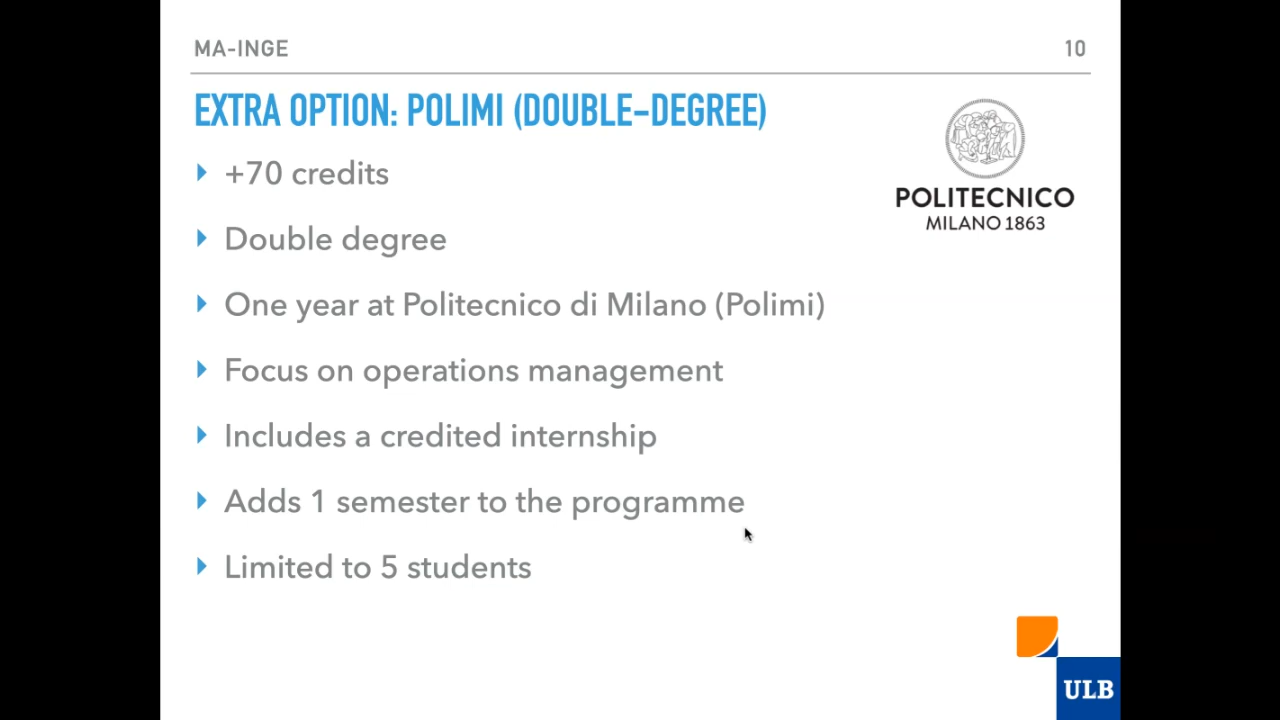 MA-INGE
10
EXTRA OPTION: POLIMI (DOUBLE-DEGREE)
+70 credits
Double degree
One year at Politecnico di Milano (Polimi)
Focus on operations management
Includes a credited internship
Adds 1 semester to the programme
Limited to 5 students
POLITECNICO
MILANO 1863
ULB